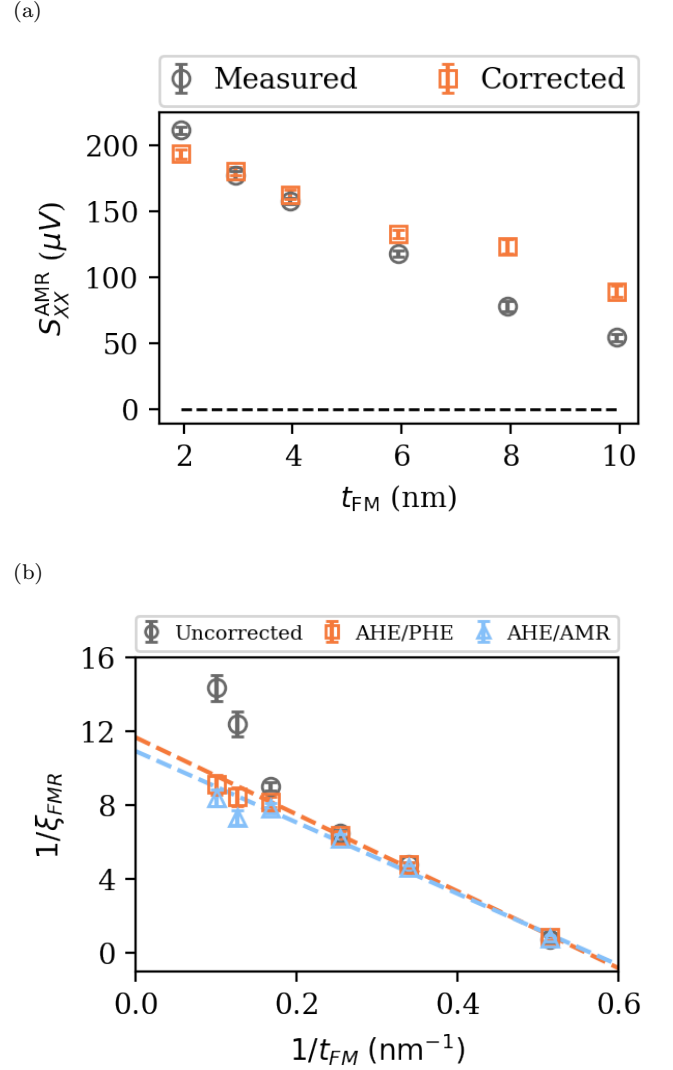 (a)
Measured Corrected
200
150
100
50
0
S_XX^AMR (μV)
2 4 6 8 10
t_FM (nm)
(b)
Uncorrected AHE/PHE AHE/AMR
16
12
8
4
0
1/ξ_FMR
0.0 0.2 0.4 0.6
1/t_FM (nm⁻¹)